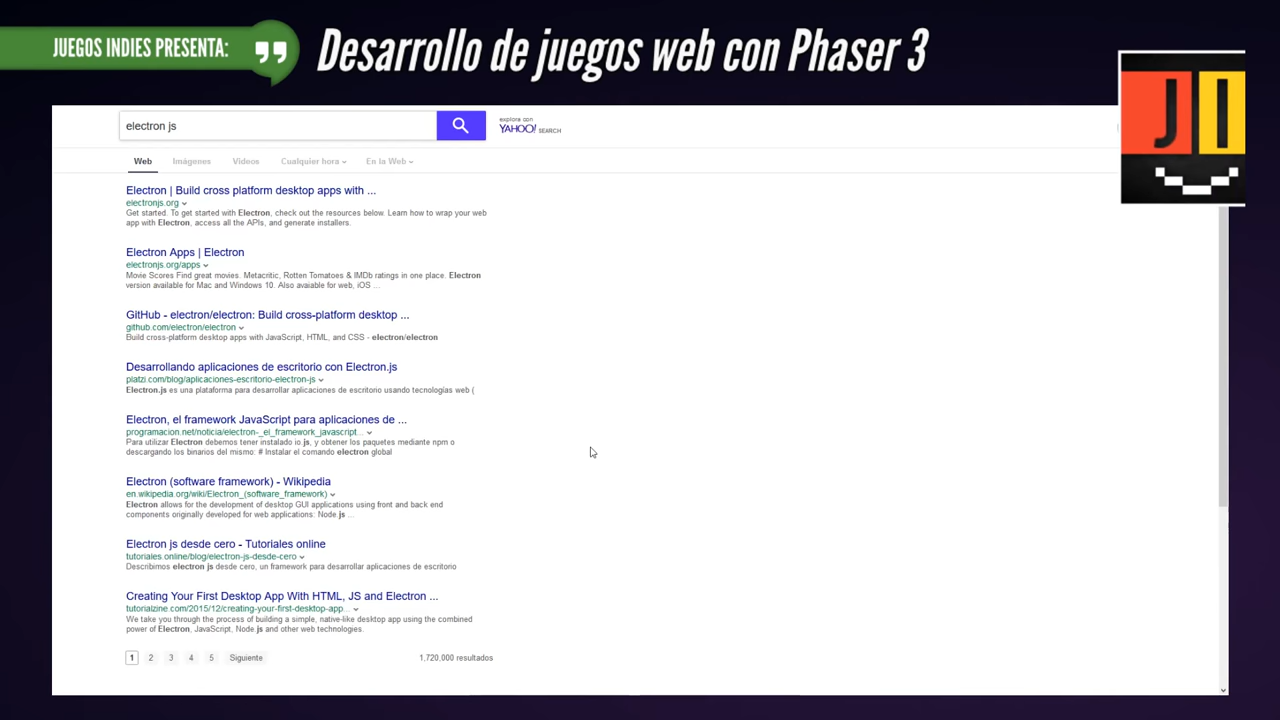 JUEGOS INDIES PRESENTA:
Desarrollo de juegos web con Phaser 3
JI
electron js
explora con
YAHOO! SEARCH
Web Imágenes Videos Cualquier hora En la Web
Electron | Build cross platform desktop apps with ...
electronjs.org
Get started. To get started with Electron, check out the resources below. Learn how to wrap your web
app with Electron, access all the APIs, and generate installers.
Electron Apps | Electron
electronjs.org/apps
Movie Scores Find great movies. Metacritic, Rotten Tomatoes & IMDb ratings in one place. Electron
version available for Mac and Windows 10. Also avaiable for web, iOS ...
GitHub - electron/electron: Build cross-platform desktop ...
github.com/electron/electron
Build cross-platform desktop apps with JavaScript, HTML, and CSS - electron/electron
Desarrollando aplicaciones de escritorio con Electron.js
platzi.com/blog/aplicaciones-escritorio-electron-js
Electron.js es una plataforma para desarrollar aplicaciones de escritorio usando tecnologías web (
Electron, el framework JavaScript para aplicaciones de ...
programacion.net/noticia/electron-_el_framework_javascript...
Para utilizar Electron debemos tener instalado io.js, y obtener los paquetes mediante npm o
descargando los binarios del mismo: # Instalar el comando electron global
Electron (software framework) - Wikipedia
en.wikipedia.org/wiki/Electron_(software_framework)
Electron allows for the development of desktop GUI applications using front and back end
components originally developed for web applications: Node.js ...
Electron js desde cero - Tutoriales online
tutoriales.online/blog/electron-js-desde-cero
Describimos electron js desde cero, un framework para desarrollar aplicaciones de escritorio
Creating Your First Desktop App With HTML, JS and Electron ...
tutorialzine.com/2015/12/creating-your-first-desktop-app...
We take you through the process of building a simple, native-like desktop app using the combined
power of Electron, JavaScript, Node.js and other web technologies.
1 2 3 4 5 Siguiente 1,720,000 resultados